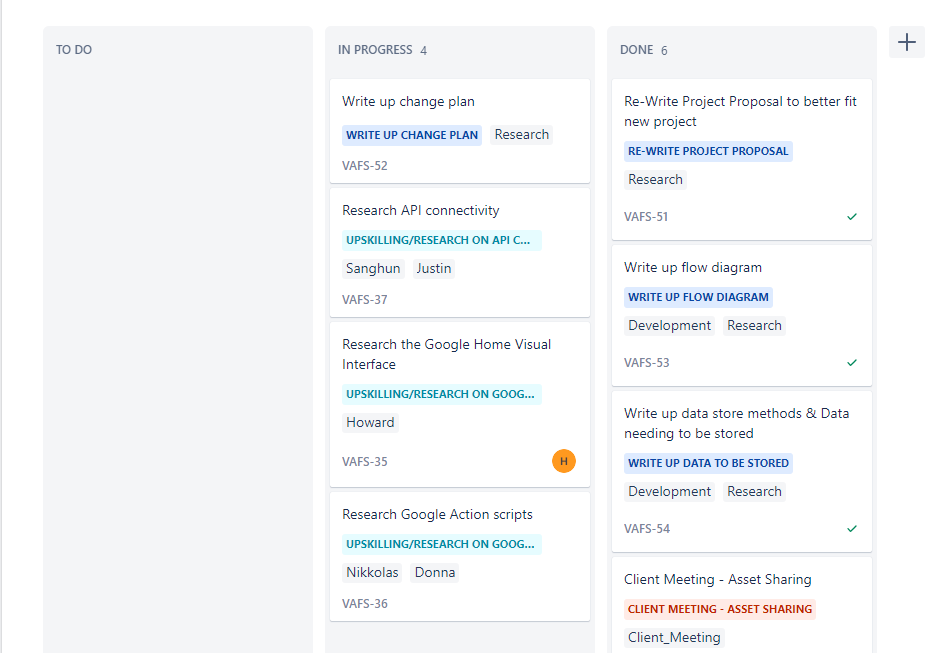 TO DO
IN PROGRESS 4
Write up change plan
WRITE UP CHANGE PLAN Research
VAFS-52
Research API connectivity
UPSKILLING/RESEARCH ON API C...
Sanghun Justin
VAFS-37
Research the Google Home Visual
Interface
UPSKILLING/RESEARCH ON GOOG...
Howard
VAFS-35 H
Research Google Action scripts
UPSKILLING/RESEARCH ON GOOG...
Nikkolas Donna
VAFS-36
DONE 6
Re-Write Project Proposal to better fit
new project
RE-WRITE PROJECT PROPOSAL
Research
VAFS-51
Write up flow diagram
WRITE UP FLOW DIAGRAM
Development Research
VAFS-53
Write up data store methods & Data
needing to be stored
WRITE UP DATA TO BE STORED
Development Research
VAFS-54
Client Meeting - Asset Sharing
CLIENT MEETING - ASSET SHARING
Client_Meeting